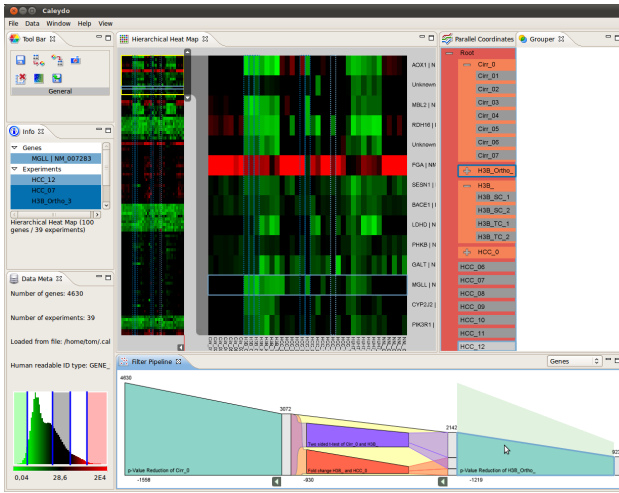 Caleydo
File Data Window Help View
Tool Bar
General
Info
Genes
MGLL | NM_007283
Experiments
HCC_12
HCC_07
H3B_Ortho_3
Hierarchical Heat Map (100
genes / 39 experiments)
Data Meta
Number of genes: 4630
Number of experiments: 39
Loaded from file: /home/tom/.cal
Human readable ID type: GENE_
0,04 28,6 2E4
Hierarchical Heat Map
AOX1 | N
Unknown
MBL2 | N
RDH16 |
Unknown
FGA | NM
SESN1 |
BACE1 |
LDHD | N
PHKB | N
GALT | N
MGLL | N
CYP2J2 |
PIK3R1 |
Parallel Coordinates
Grouper
Root
Cirr_0
Cirr_01
Cirr_02
Cirr_03
Cirr_04
Cirr_05
Cirr_06
Cirr_07
H3B_Ortho_
H3B_
H3B_SC_1
H3B_SC_2
H3B_TC_1
H3B_TC_2
HCC_0
HCC_06
HCC_07
HCC_08
HCC_09
HCC_10
HCC_11
HCC_12
Filter Pipeline
Genes
4630
3072
2142
Two sided t-test of Cirr_0 and H3B_
Fold change H3B_ and HCC_0
p-Value Reduction of Cirr_0
p-Value Reduction of H3B_Ortho_
-1558
-930
-1219